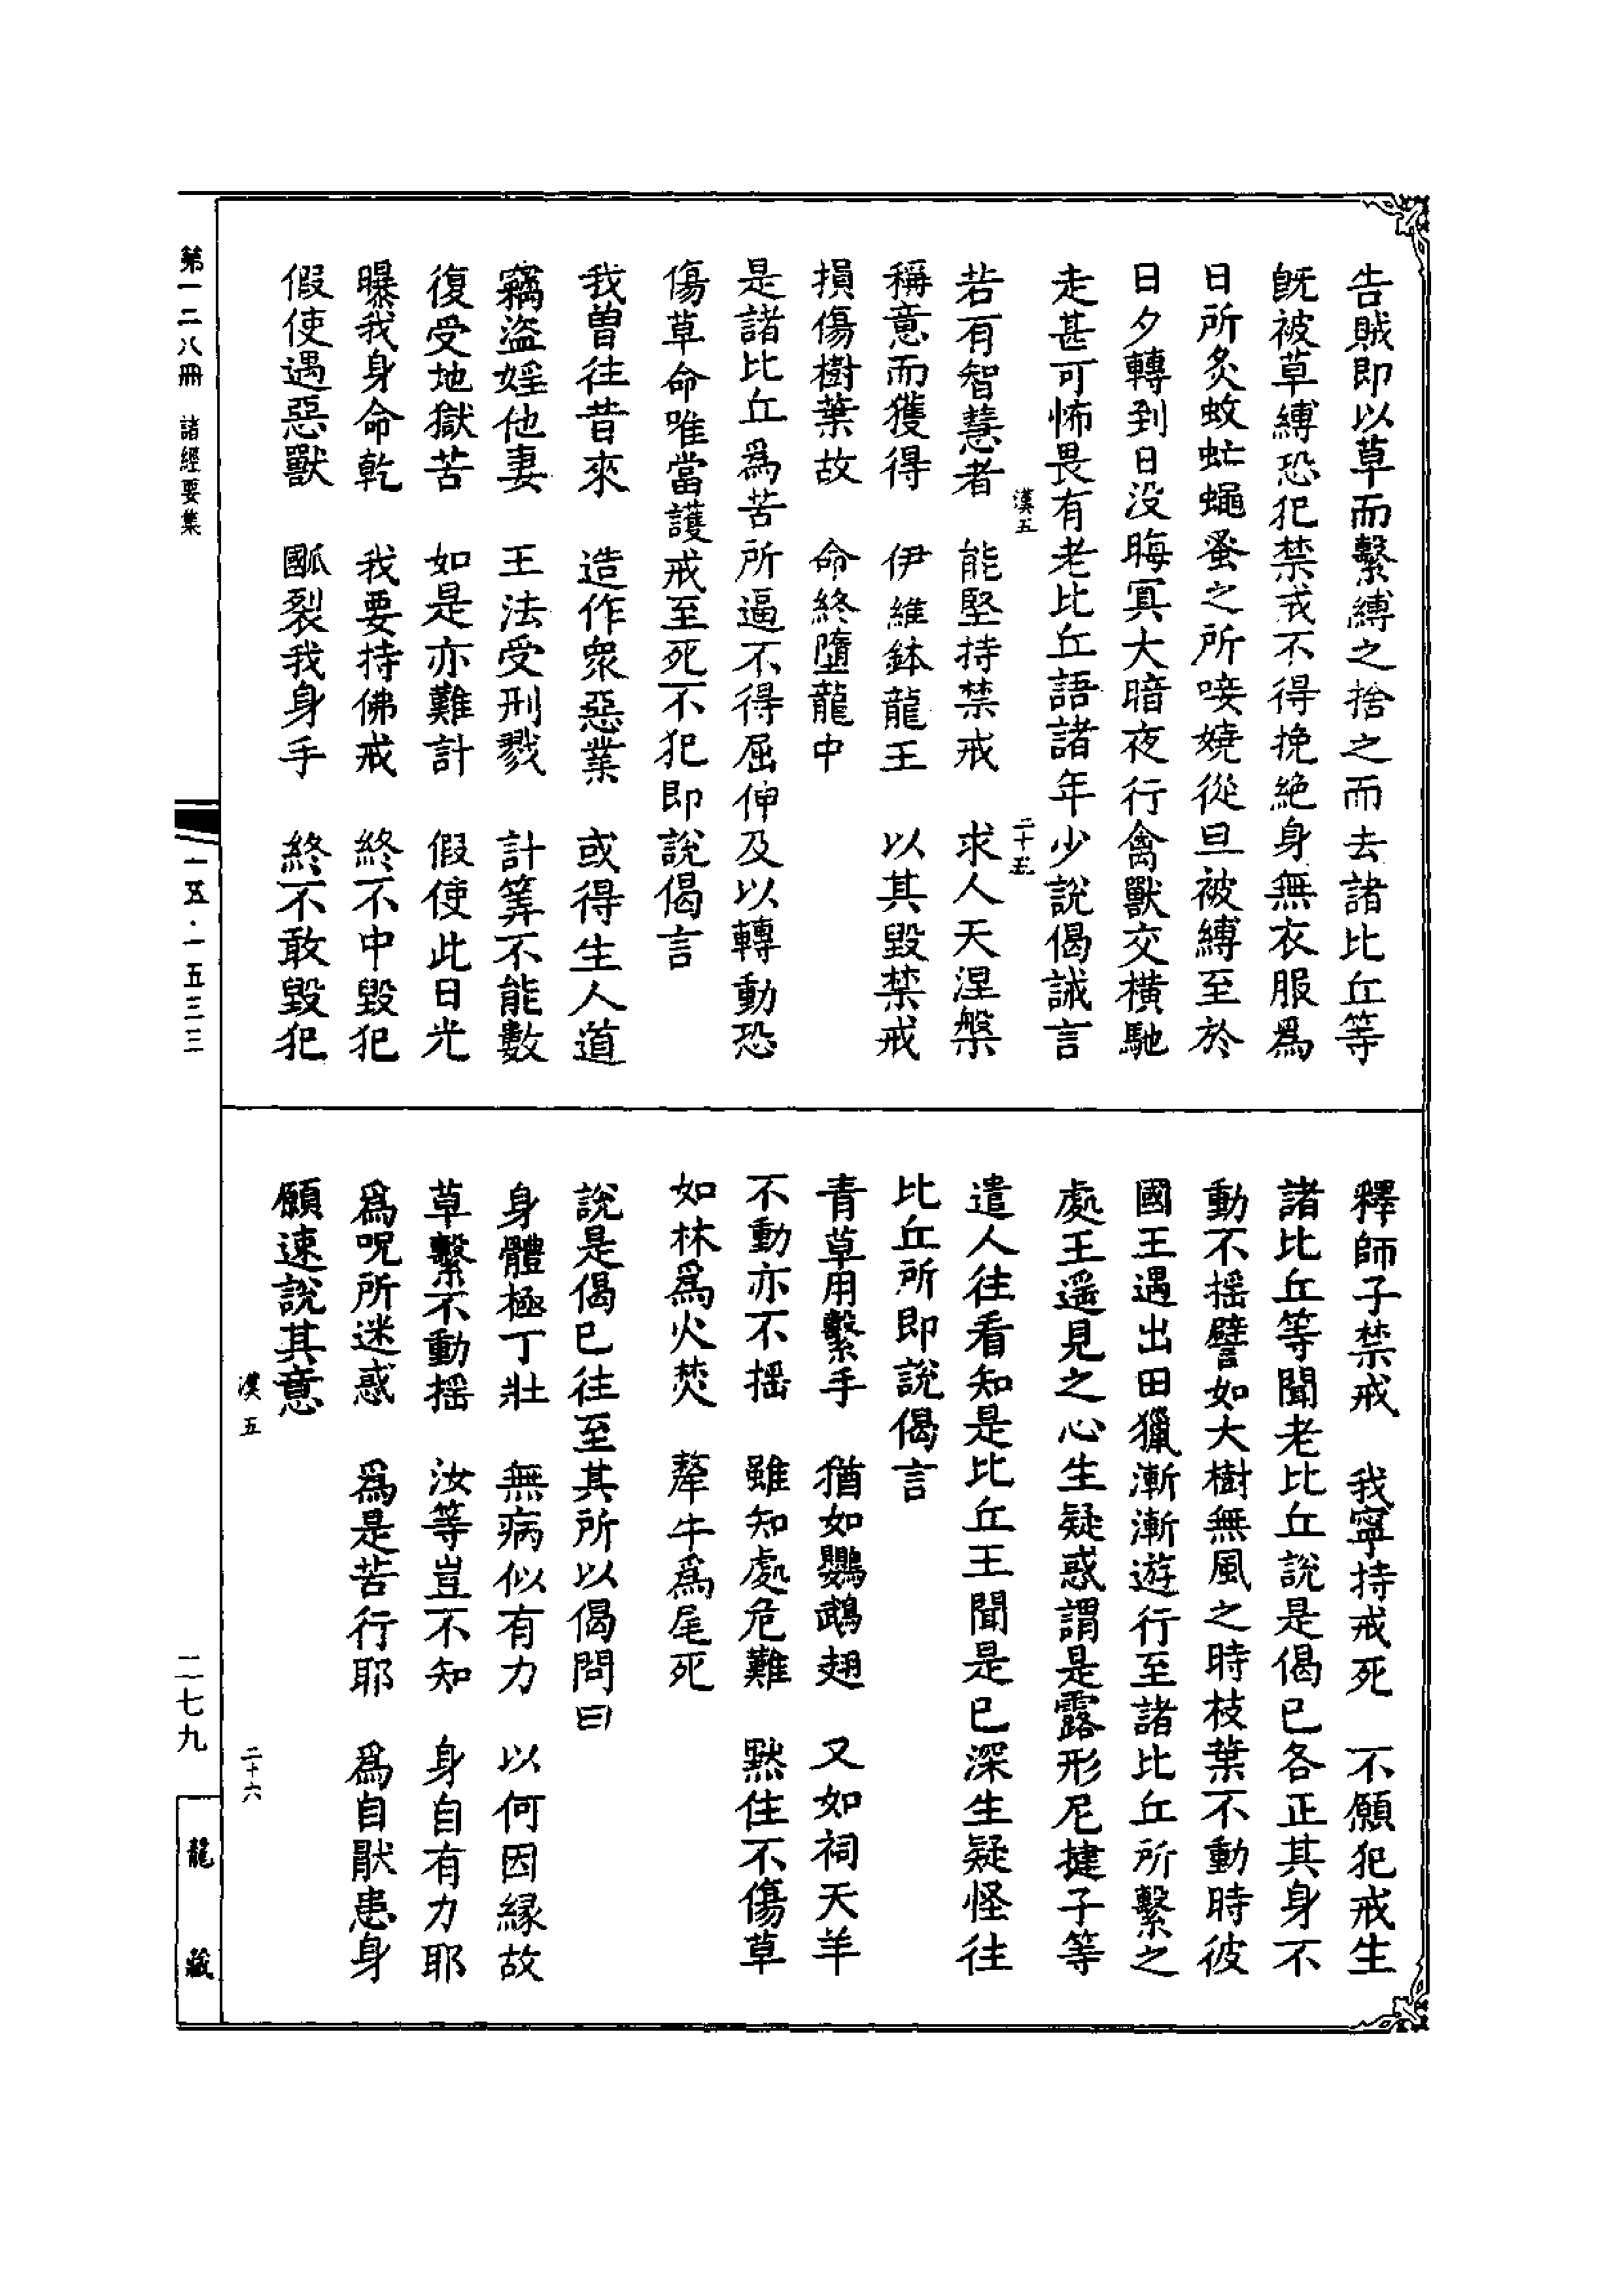 告賊即以草而繫縛之捨之而去諸比丘等
旣被草縛恐犯禁戒不得挽絶身無衣服爲
日所炙蚊虻蠅蚤之所唼嬈從旦被縛至於
日夕轉到日没晦冥大暗夜行禽獸交橫馳
走甚可怖畏有老比丘語諸年少說偈誡言
漢五 二十五
若有智慧者 能堅持禁戒 求人天涅槃
稱意而獲得 伊維鉢龍王 以其毀禁戒
損傷樹葉故 命終墮龍中
是諸比丘爲苦所逼不得屈伸及以轉動恐
傷草命唯當護戒至死不犯即說偈言
我曽往昔來 造作衆惡業 或得生人道
竊盜婬他妻 王法受刑戮 計筭不能數
復受地獄苦 如是亦難計 假使此日光
曝我身命乾 我要持佛戒 終不中毀犯
假使遇惡獸 㕟裂我身手 終不敢毀犯
釋師子禁戒 我寧持戒死 不願犯戒生
諸比丘等聞老比丘說是偈已各正其身不
動不揺譬如大樹無風之時枝葉不動時彼
國王遇出田獵漸漸遊行至諸比丘所繫之
處王遥見之心生疑惑謂是露形尼揵子等
遣人往看知是比丘王聞是已深生疑怪往
比丘所即說偈言
青草用繫手 猶如鸚鵡翅 又如祠天羊
不動亦不揺 雖知處危難 黙住不傷草
如林爲火焚 犛牛爲尾死
說是偈已往至其所以偈問曰
身體極丁壯 無病似有力 以何因縁故
草繫不動揺 汝等豈不知 身自有力耶
爲呪所迷惑 爲是苦行耶 爲自猒患身
願速說其意
漢五 二十六
第一二八冊 諸經要集 一五·一五三三 二七九 龍藏